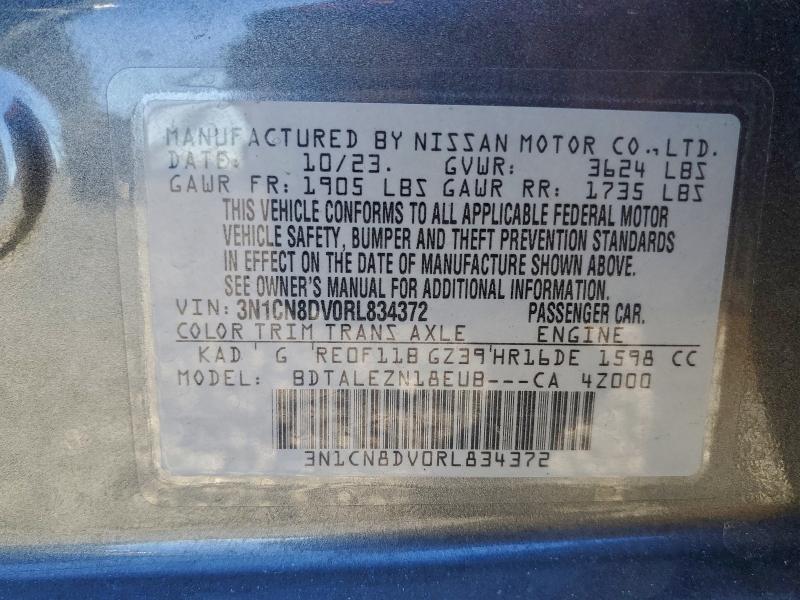 MANUFACTURED BY NISSAN MOTOR CO., LTD.
DATE: 10/23. GVWR: 3624 LBS
GAWR FR: 1905 LBS GAWR RR: 1735 LBS
THIS VEHICLE CONFORMS TO ALL APPLICABLE FEDERAL MOTOR
VEHICLE SAFETY, BUMPER AND THEFT PREVENTION STANDARDS
IN EFFECT ON THE DATE OF MANUFACTURE SHOWN ABOVE.
SEE OWNER'S MANUAL FOR ADDITIONAL INFORMATION.
VIN: 3N1CN8DV0RL834372 PASSENGER CAR.
COLOR TRIM TRANS AXLE ENGINE
KAD ' G 'RE0F11B GZ39'HR16DE 1598 CC
MODEL: BDTALEZN18EUB---CA 4Z000
3N1CN8DV0RL834372